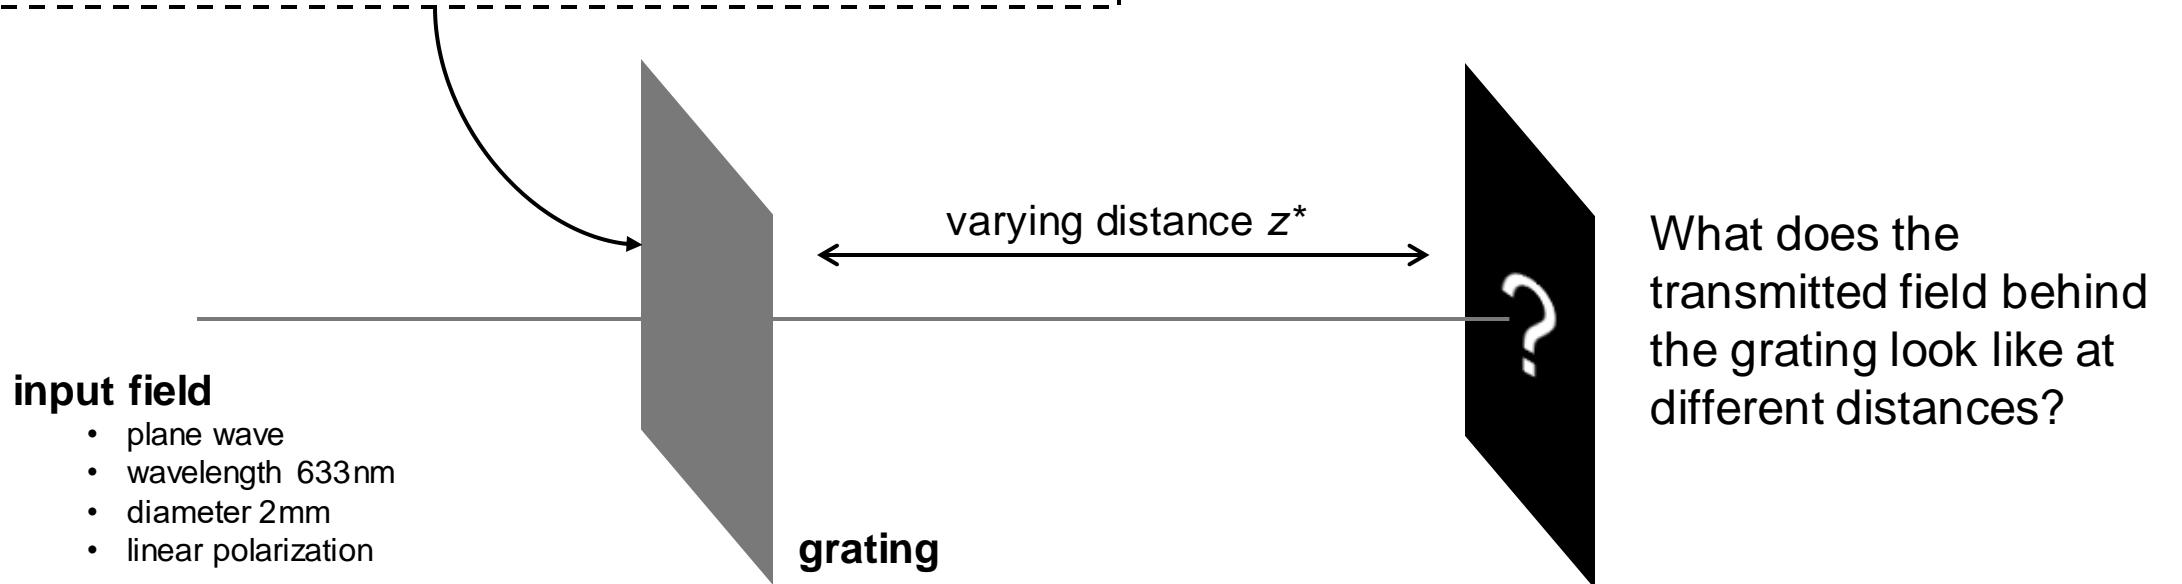 varying distance z*
?
What does the
transmitted field behind
the grating look like at
different distances?
input field
• plane wave
• wavelength 633nm
• diameter 2mm
• linear polarization
grating